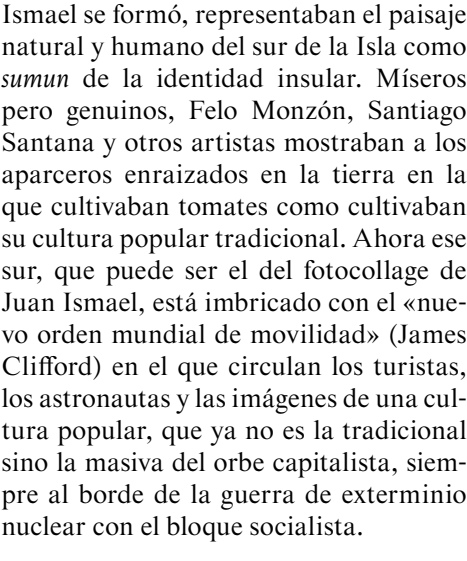 Ismael se formó, representaban el paisaje
natural y humano del sur de la Isla como
sumun de la identidad insular. Míseros
pero genuinos, Felo Monzón, Santiago
Santana y otros artistas mostraban a los
aparceros enraizados en la tierra en la
que cultivaban tomates como cultivaban
su cultura popular tradicional. Ahora ese
sur, que puede ser el del fotocollage de
Juan Ismael, está imbricado con el «nue-
vo orden mundial de movilidad» (James
Clifford) en el que circulan los turistas,
los astronautas y las imágenes de una cul-
tura popular, que ya no es la tradicional
sino la masiva del orbe capitalista, siem-
pre al borde de la guerra de exterminio
nuclear con el bloque socialista.